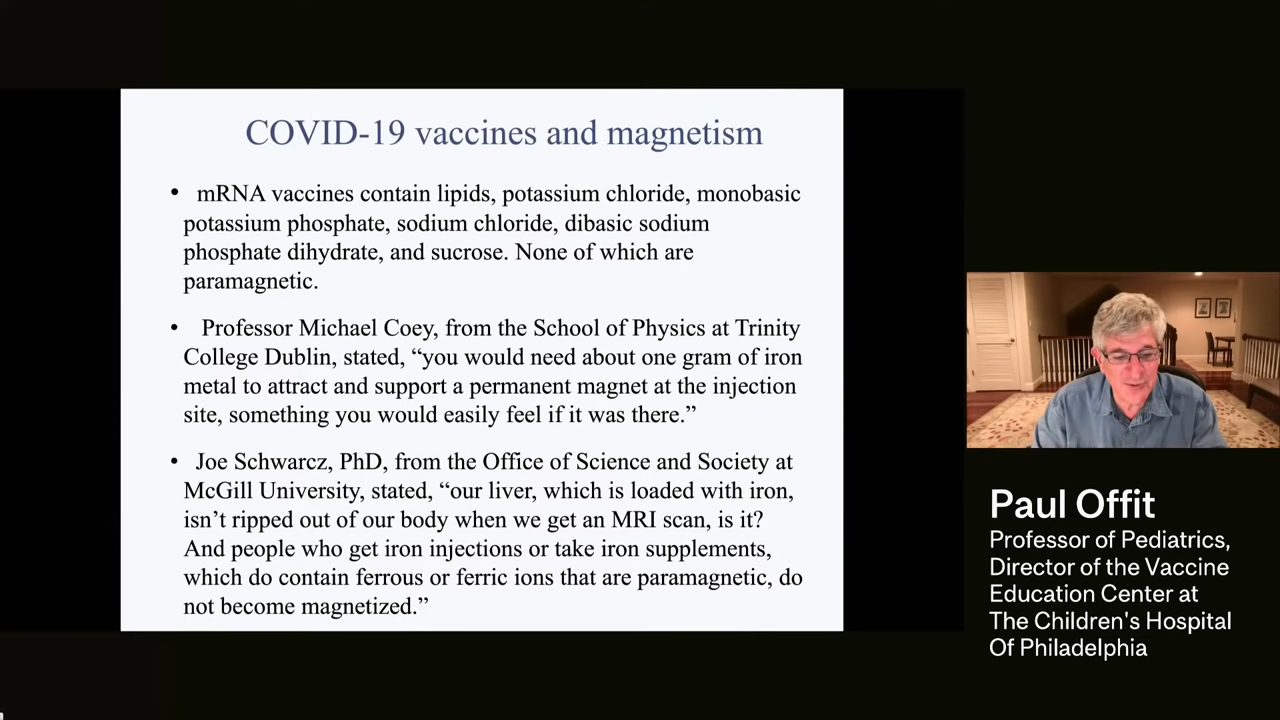 COVID-19 vaccines and magnetism
• mRNA vaccines contain lipids, potassium chloride, monobasic
potassium phosphate, sodium chloride, dibasic sodium
phosphate dihydrate, and sucrose. None of which are
paramagnetic.
• Professor Michael Coey, from the School of Physics at Trinity
College Dublin, stated, “you would need about one gram of iron
metal to attract and support a permanent magnet at the injection
site, something you would easily feel if it was there.”
• Joe Schwarcz, PhD, from the Office of Science and Society at
McGill University, stated, “our liver, which is loaded with iron,
isn’t ripped out of our body when we get an MRI scan, is it?
And people who get iron injections or take iron supplements,
which do contain ferrous or ferric ions that are paramagnetic, do
not become magnetized.”
Paul Offit
Professor of Pediatrics,
Director of the Vaccine
Education Center at
The Children's Hospital
Of Philadelphia